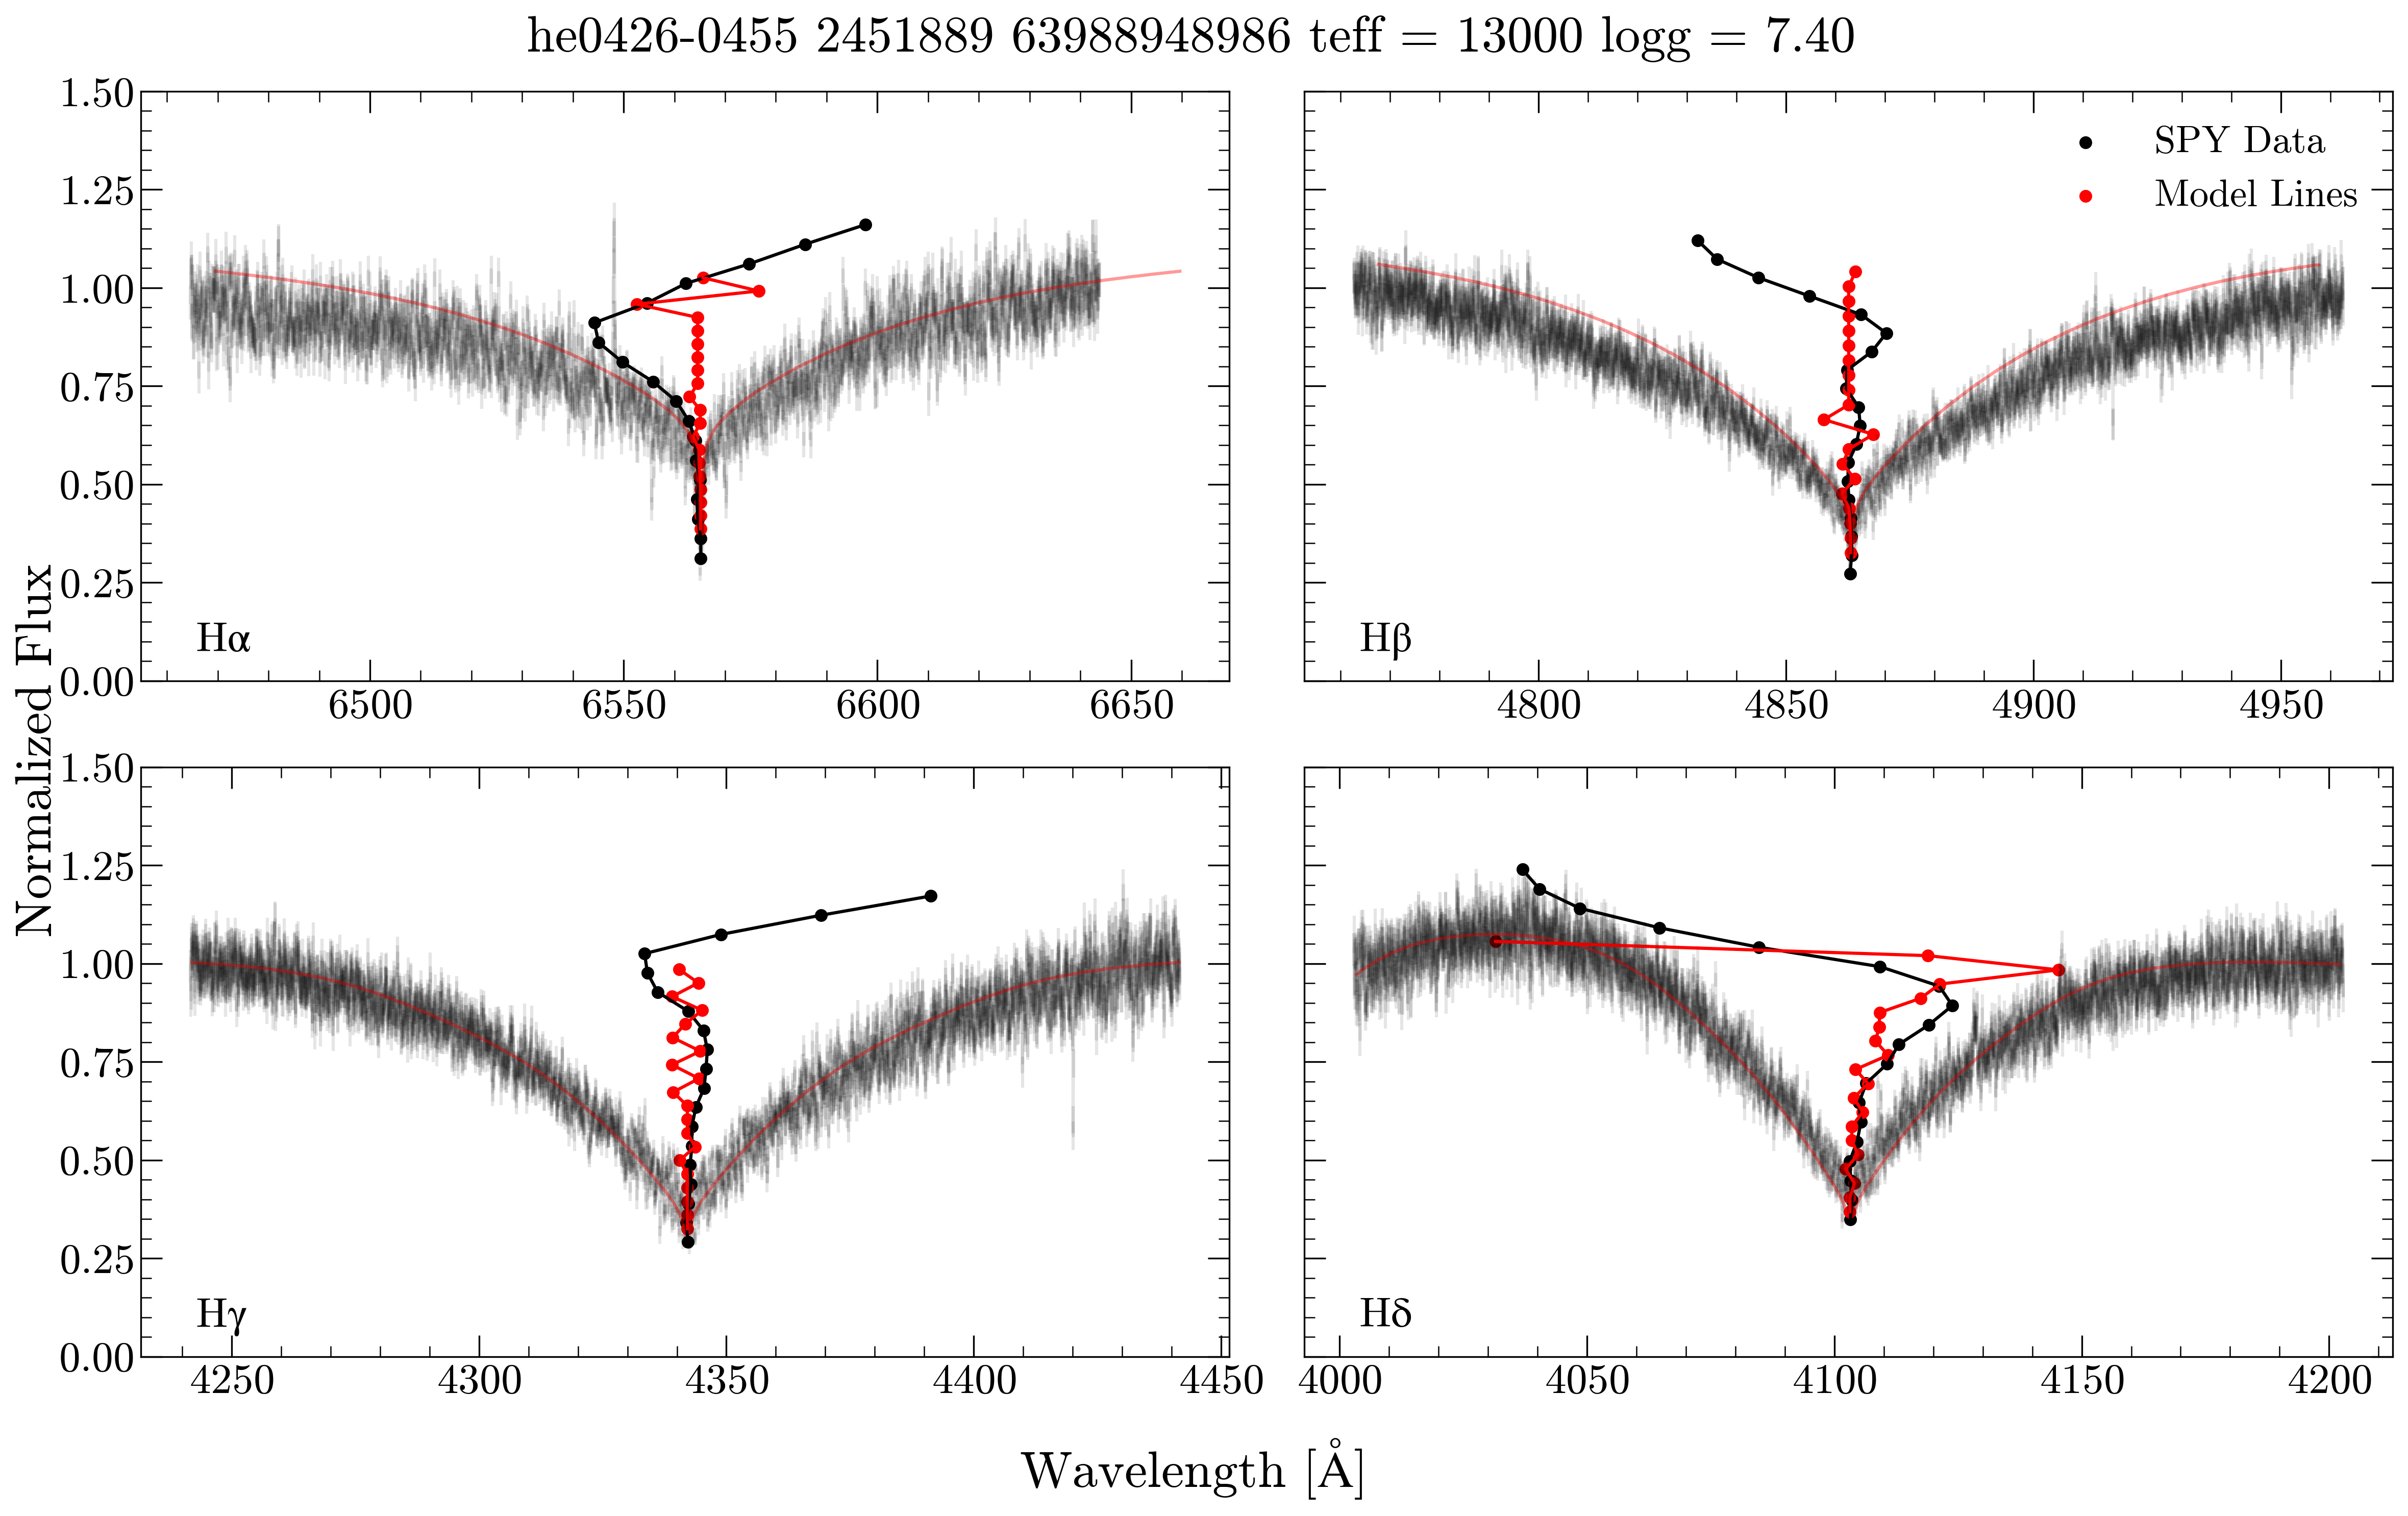 he0426-0455 2451889 63988948986 teff = 13000 logg = 7.40
Normalized Flux
1.50
1.25
1.00
0.75
0.50
0.25
0.00
Hα
6500 6550 6600 6650
SPY Data
Model Lines
Hβ
4800 4850 4900 4950
1.50
1.25
1.00
0.75
0.50
0.25
0.00
Hγ
4250 4300 4350 4400 4450
Hδ
4000 4050 4100 4150 4200
Wavelength [Å]